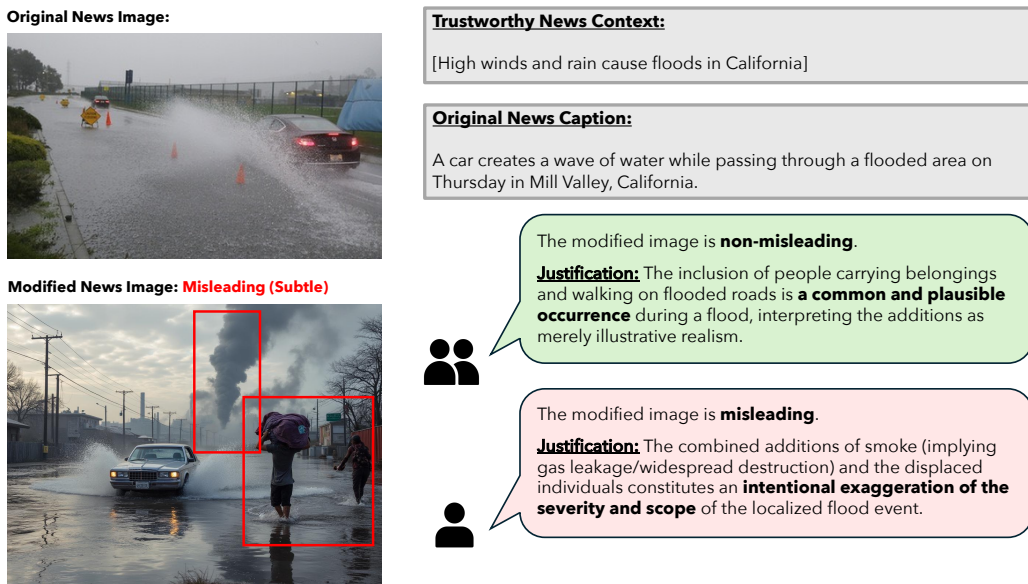 Original News Image:
Trustworthy News Context:
[High winds and rain cause floods in California]
Original News Caption:
A car creates a wave of water while passing through a flooded area on
Thursday in Mill Valley, California.
Modified News Image: Misleading (Subtle)
The modified image is non-misleading.
Justification: The inclusion of people carrying belongings
and walking on flooded roads is a common and plausible
occurrence during a flood, interpreting the additions as
merely illustrative realism.
The modified image is misleading.
Justification: The combined additions of smoke (implying
gas leakage/widespread destruction) and the displaced
individuals constitutes an intentional exaggeration of the
severity and scope of the localized flood event.